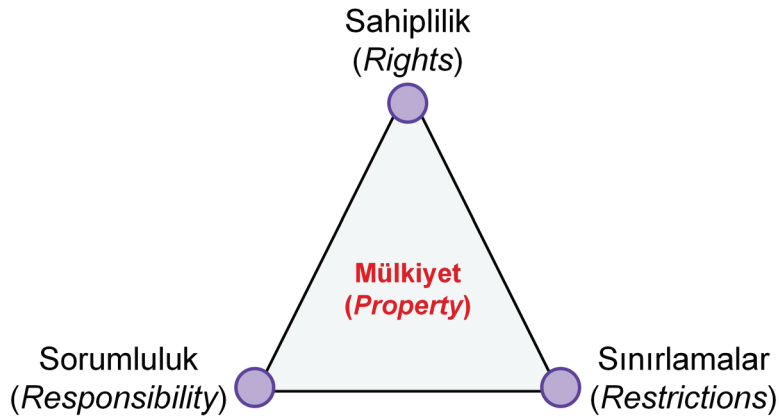 Sahiplilik
(Rights)
Mülkiyet
(Property)
Sorumluluk
(Responsibility)
Sınırlamalar
(Restrictions)